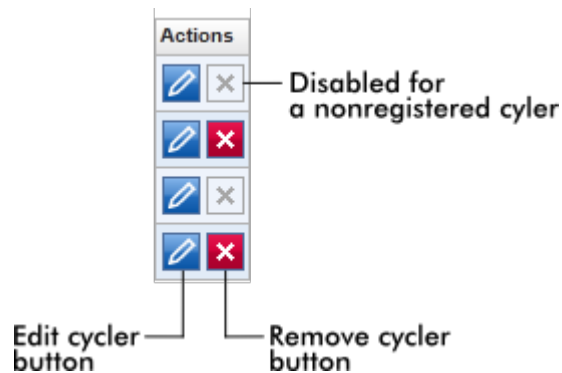 Actions
Disabled for
a nonregistered cyler
Edit cycler
button
Remove cycler
button